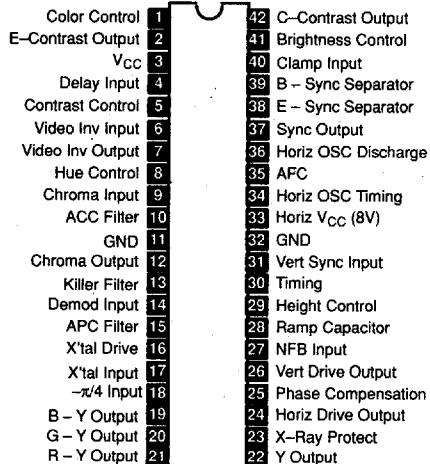 Color Control 1 42 C–Contrast Output
E–Contrast Output 2 41 Brightness Control
VCC 3 40 Clamp Input
Delay Input 4 39 B – Sync Separator
Contrast Control 5 38 E – Sync Separator
Video Inv Input 6 37 Sync Output
Video Inv Output 7 36 Horiz OSC Discharge
Hue Control 8 35 AFC
Chroma Input 9 34 Horiz OSC Timing
ACC Filter 10 33 Horiz VCC (8V)
GND 11 32 GND
Chroma Output 12 31 Vert Sync Input
Killer Filter 13 30 Timing
Demod Input 14 29 Height Control
APC Filter 15 28 Ramp Capacitor
X'tal Drive 16 27 NFB Input
X'tal Input 17 26 Vert Drive Output
–π/4 Input 18 25 Phase Compensation
B – Y Output 19 24 Horiz Drive Output
G – Y Output 20 23 X–Ray Protect
R – Y Output 21 22 Y Output